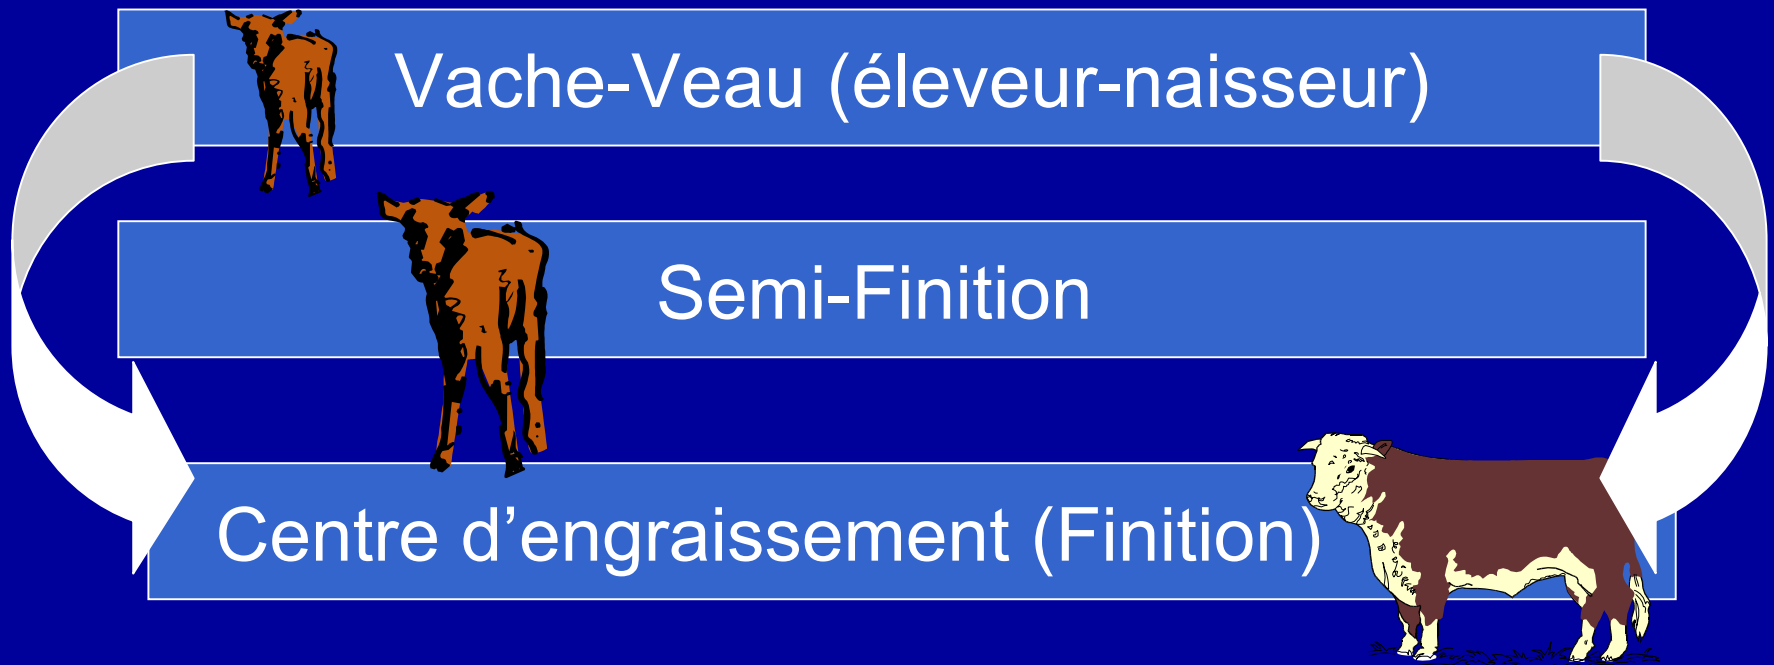 Vache-Veau (éleveur-naisseur)
Semi-Finition
Centre d’engraissement (Finition)